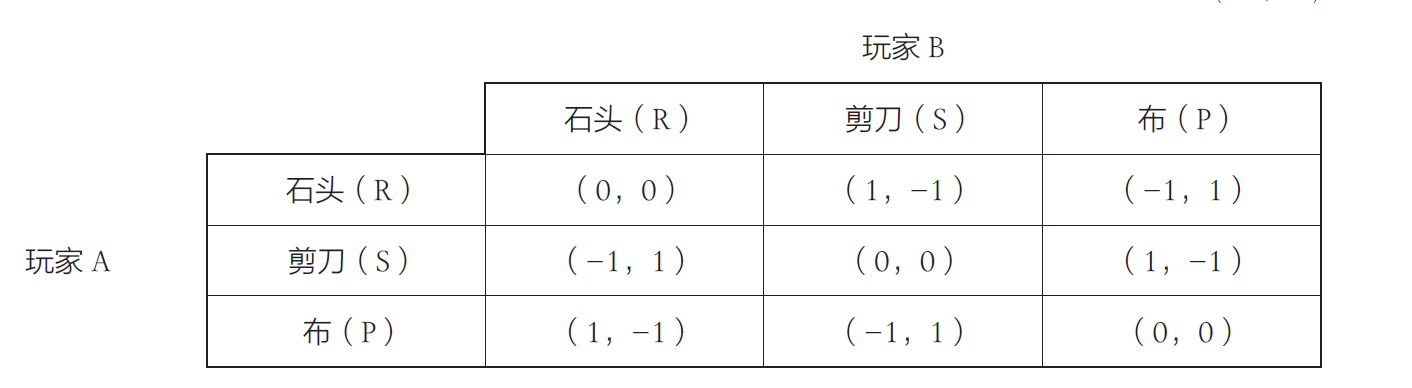 玩家 B
石头（R） 剪刀（S） 布（P）
石头（R） （0，0） （1，−1） （−1，1）
玩家 A 剪刀（S） （−1，1） （0，0） （1，−1）
布（P） （1，−1） （−1，1） （0，0）